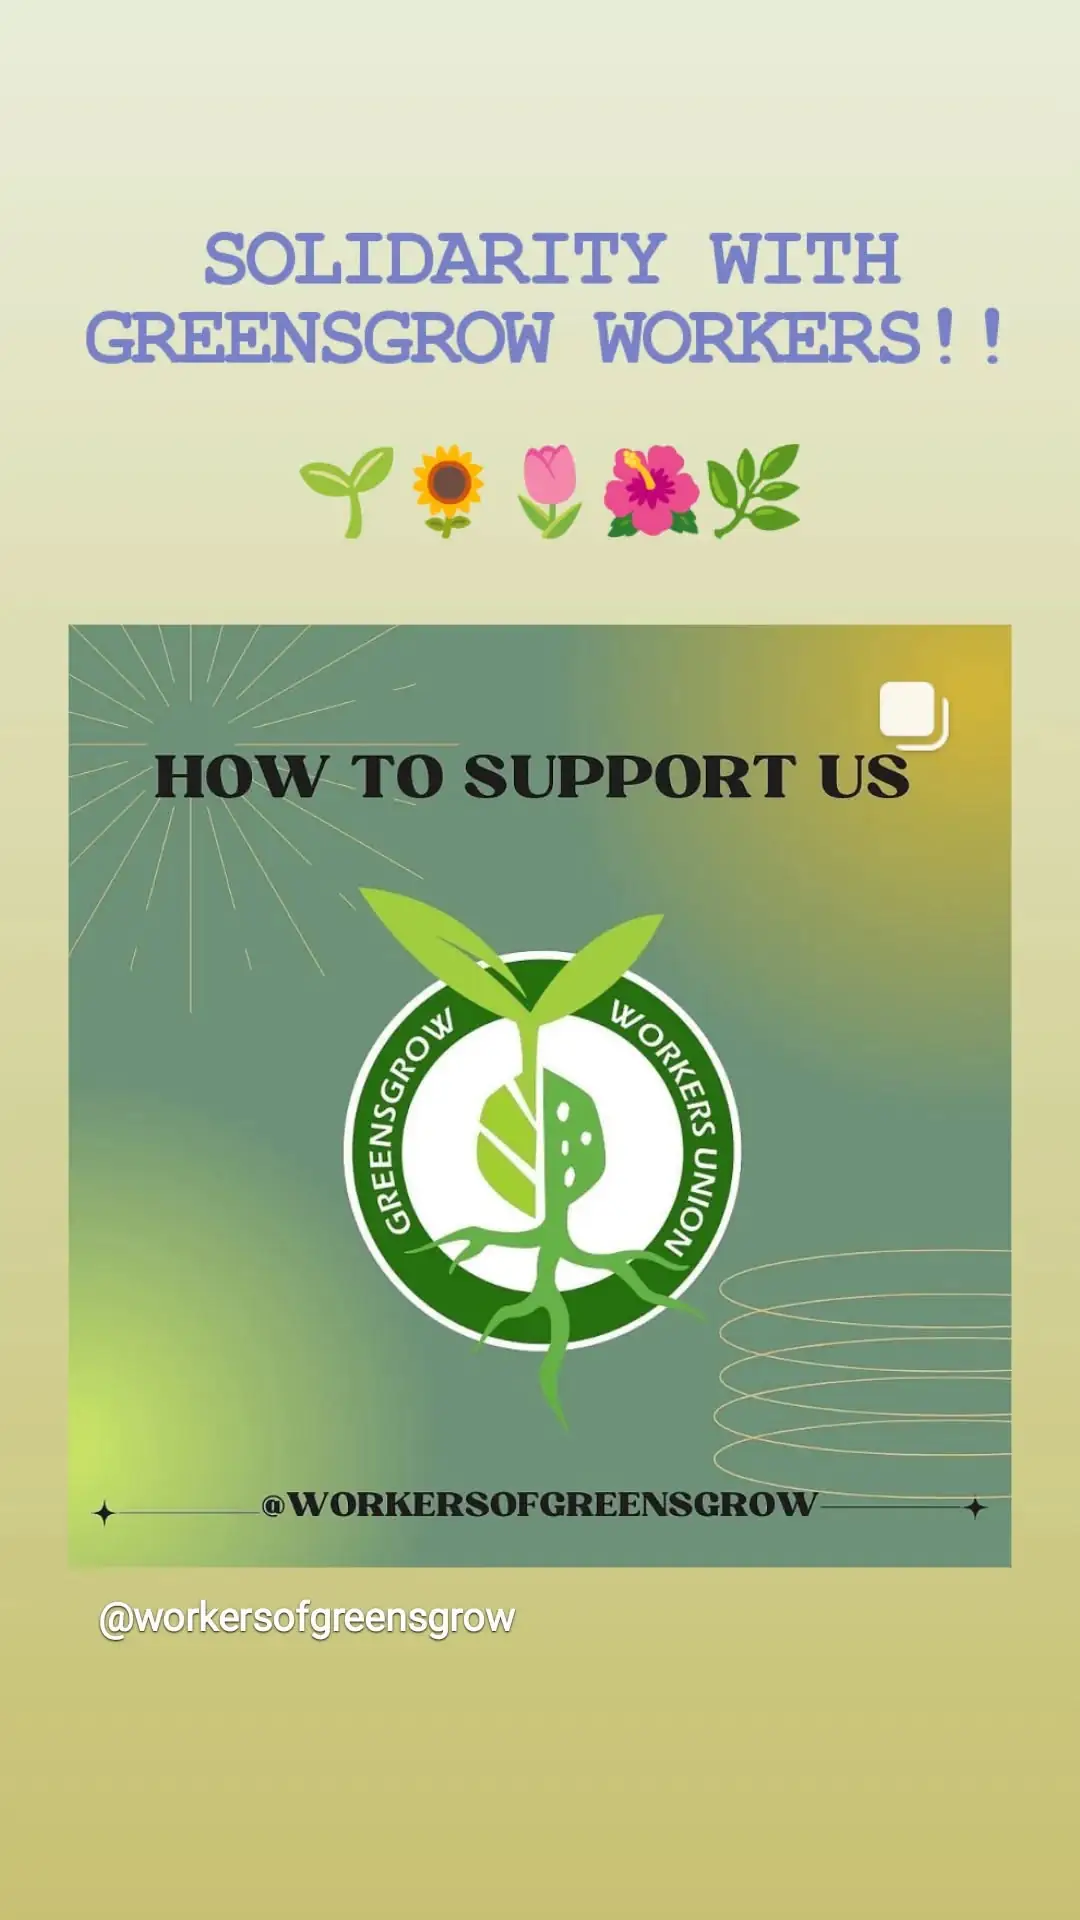 SOLIDARITY WITH
GREENSGROW WORKERS!!
🌱🌻🌷🌺🌿
HOW TO SUPPORT US
GREENSGROW WORKERS UNION
@WORKERSOFGREENSGROW
@workersofgreensgrow